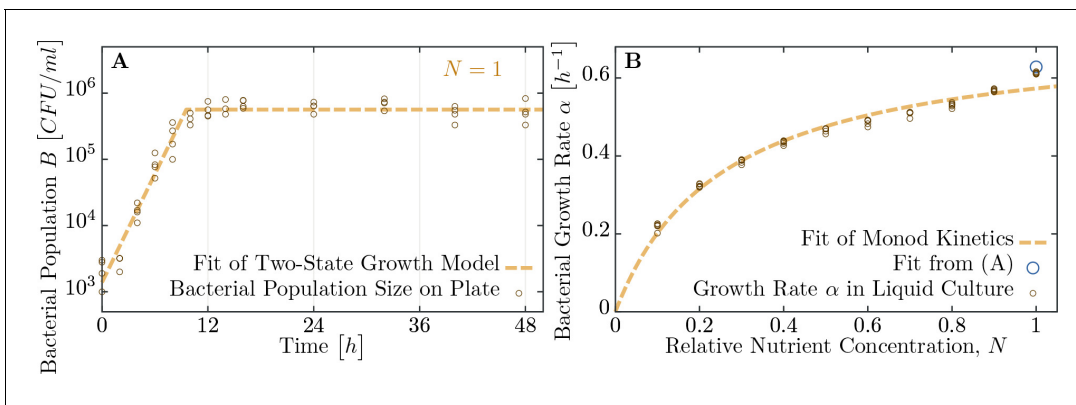 A
N = 1
Bacterial Population B [CFU/ml]
10^6
10^5
10^4
10^3
Fit of Two-State Growth Model
Bacterial Population Size on Plate
0 12 24 36 48
Time [h]
B
Bacterial Growth Rate α [h^{-1}]
0.6
0.4
0.2
0
Fit of Monod Kinetics
Fit from (A)
Growth Rate α in Liquid Culture
0 0.2 0.4 0.6 0.8 1
Relative Nutrient Concentration, N